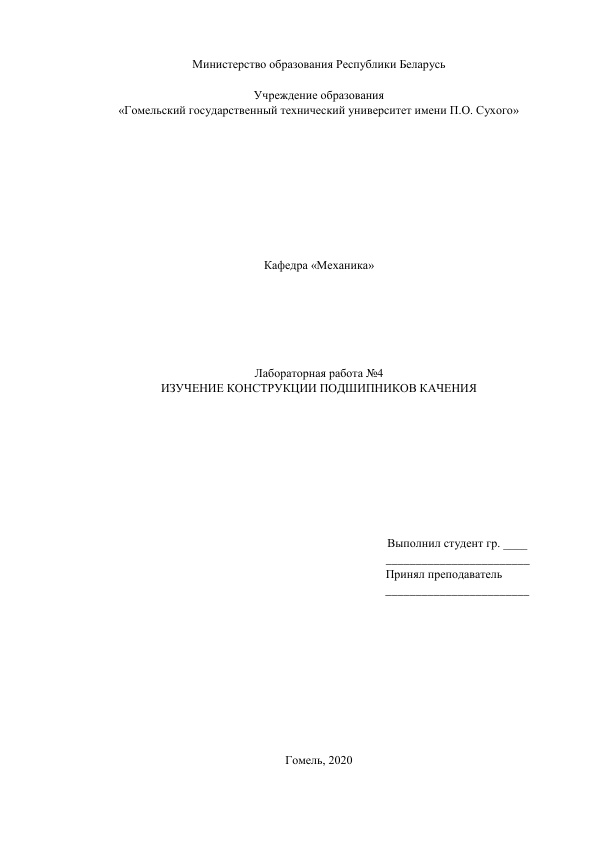 Министерство образования Республики Беларусь
Учреждение образования
«Гомельский государственный технический университет имени П.О. Сухого»
Кафедра «Механика»
Лабораторная работа №4
ИЗУЧЕНИЕ КОНСТРУКЦИИ ПОДШИПНИКОВ КАЧЕНИЯ
Выполнил студент гр. ____
________________________
Принял преподаватель
________________________
Гомель, 2020